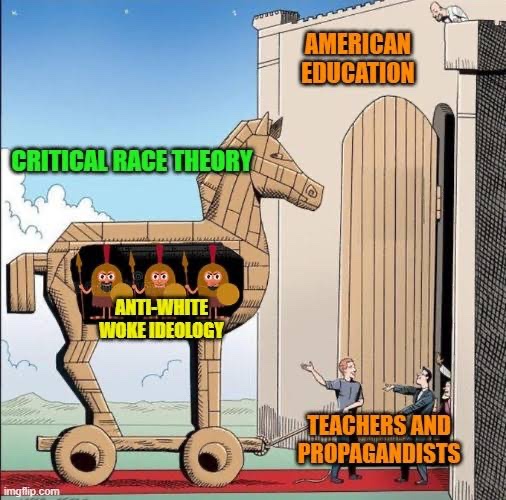 AMERICAN
EDUCATION
CRITICAL RACE THEORY
ANTI-WHITE
WOKE IDEOLOGY
TEACHERS AND
PROPAGANDISTS
imgflip.com